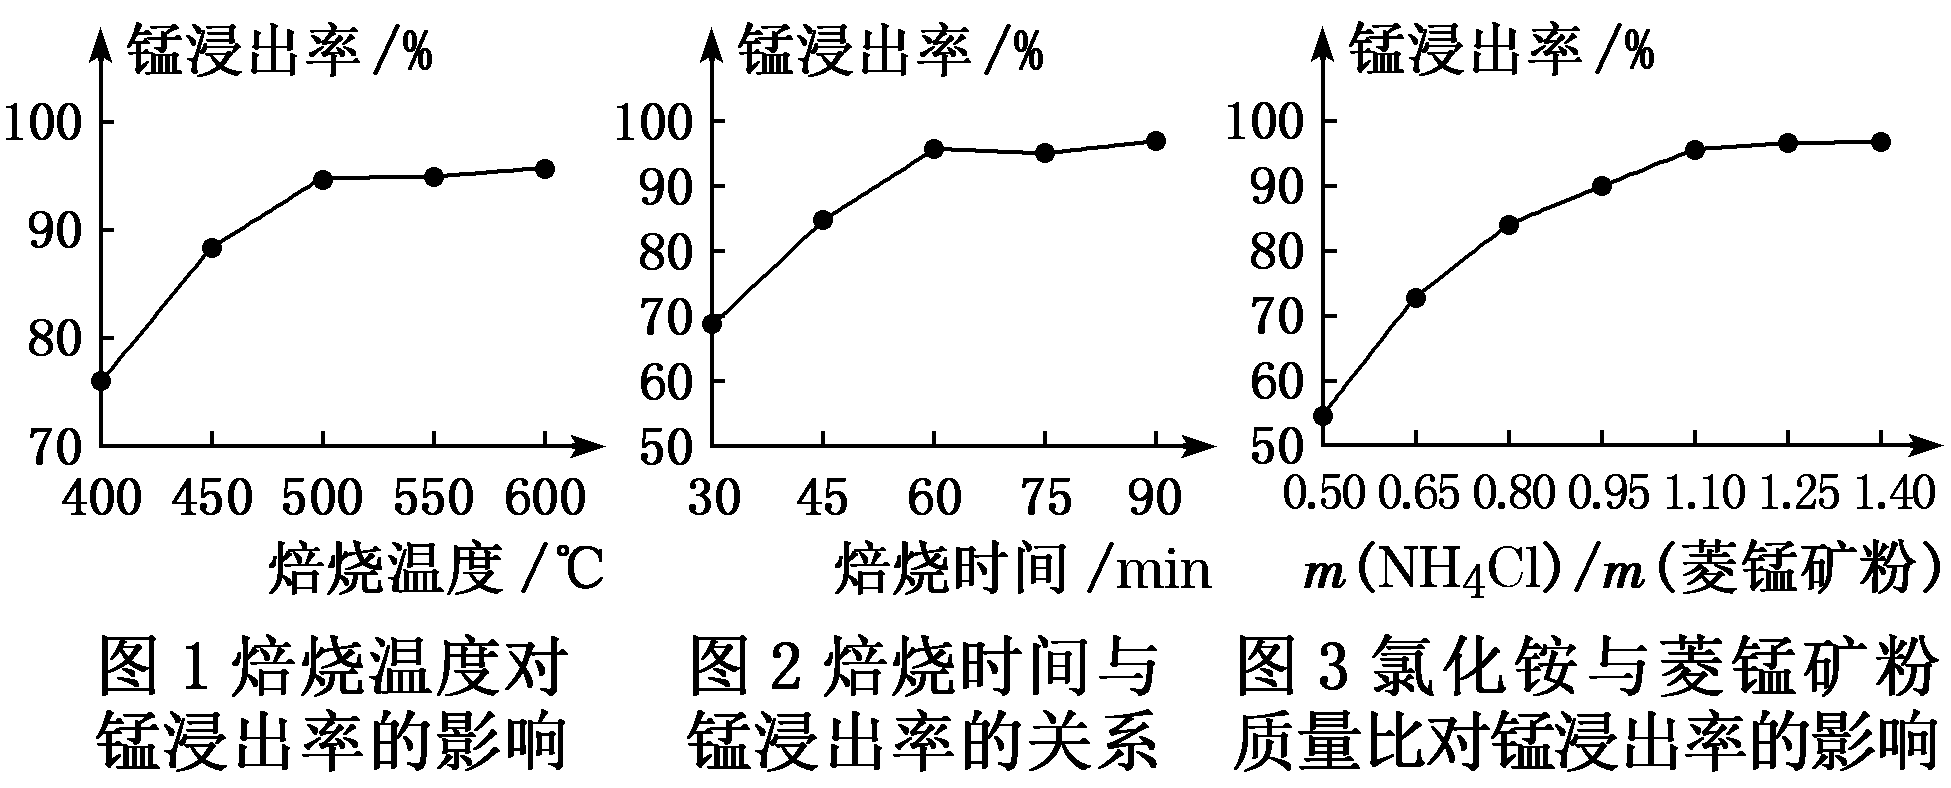 锰浸出率/%
100
90
80
70
400 450 500 550 600
焙烧温度/℃
图1 焙烧温度对
锰浸出率的影响
锰浸出率/%
100
90
80
70
60
50
30 45 60 75 90
焙烧时间/min
图2 焙烧时间与
锰浸出率的关系
锰浸出率/%
100
90
80
70
60
50
0.50 0.65 0.80 0.95 1.10 1.25 1.40
m(NH₄Cl)/m(菱锰矿粉)
图3 氯化铵与菱锰矿粉
质量比对锰浸出率的影响